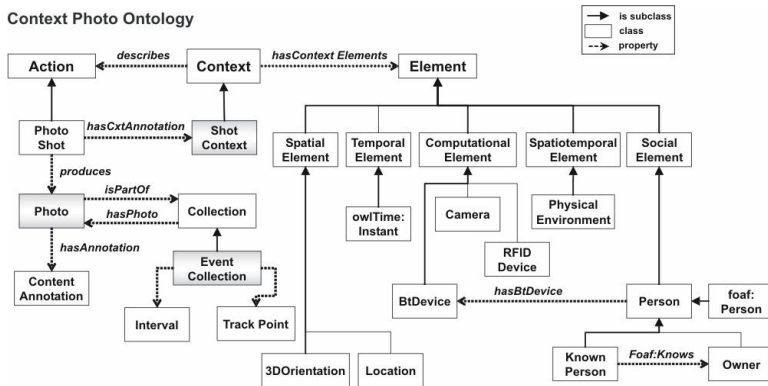 Context Photo Ontology
is subclass
class
property
Action
describes
Context
hasContext Elements
Element
Photo
Shot
hasCxtAnnotation
Shot
Context
Spatial
Element
Temporal
Element
Computational
Element
Spatiotemporal
Element
Social
Element
produces
isPartOf
Photo
hasPhoto
Collection
owlTime:
Instant
Camera
Physical
Environment
hasAnnotation
RFID
Device
Content
Annotation
Event
Collection
BtDevice
hasBtDevice
Person
foaf:
Person
Interval
Track Point
3DOrientation
Location
Known
Person
Foaf:Knows
Owner